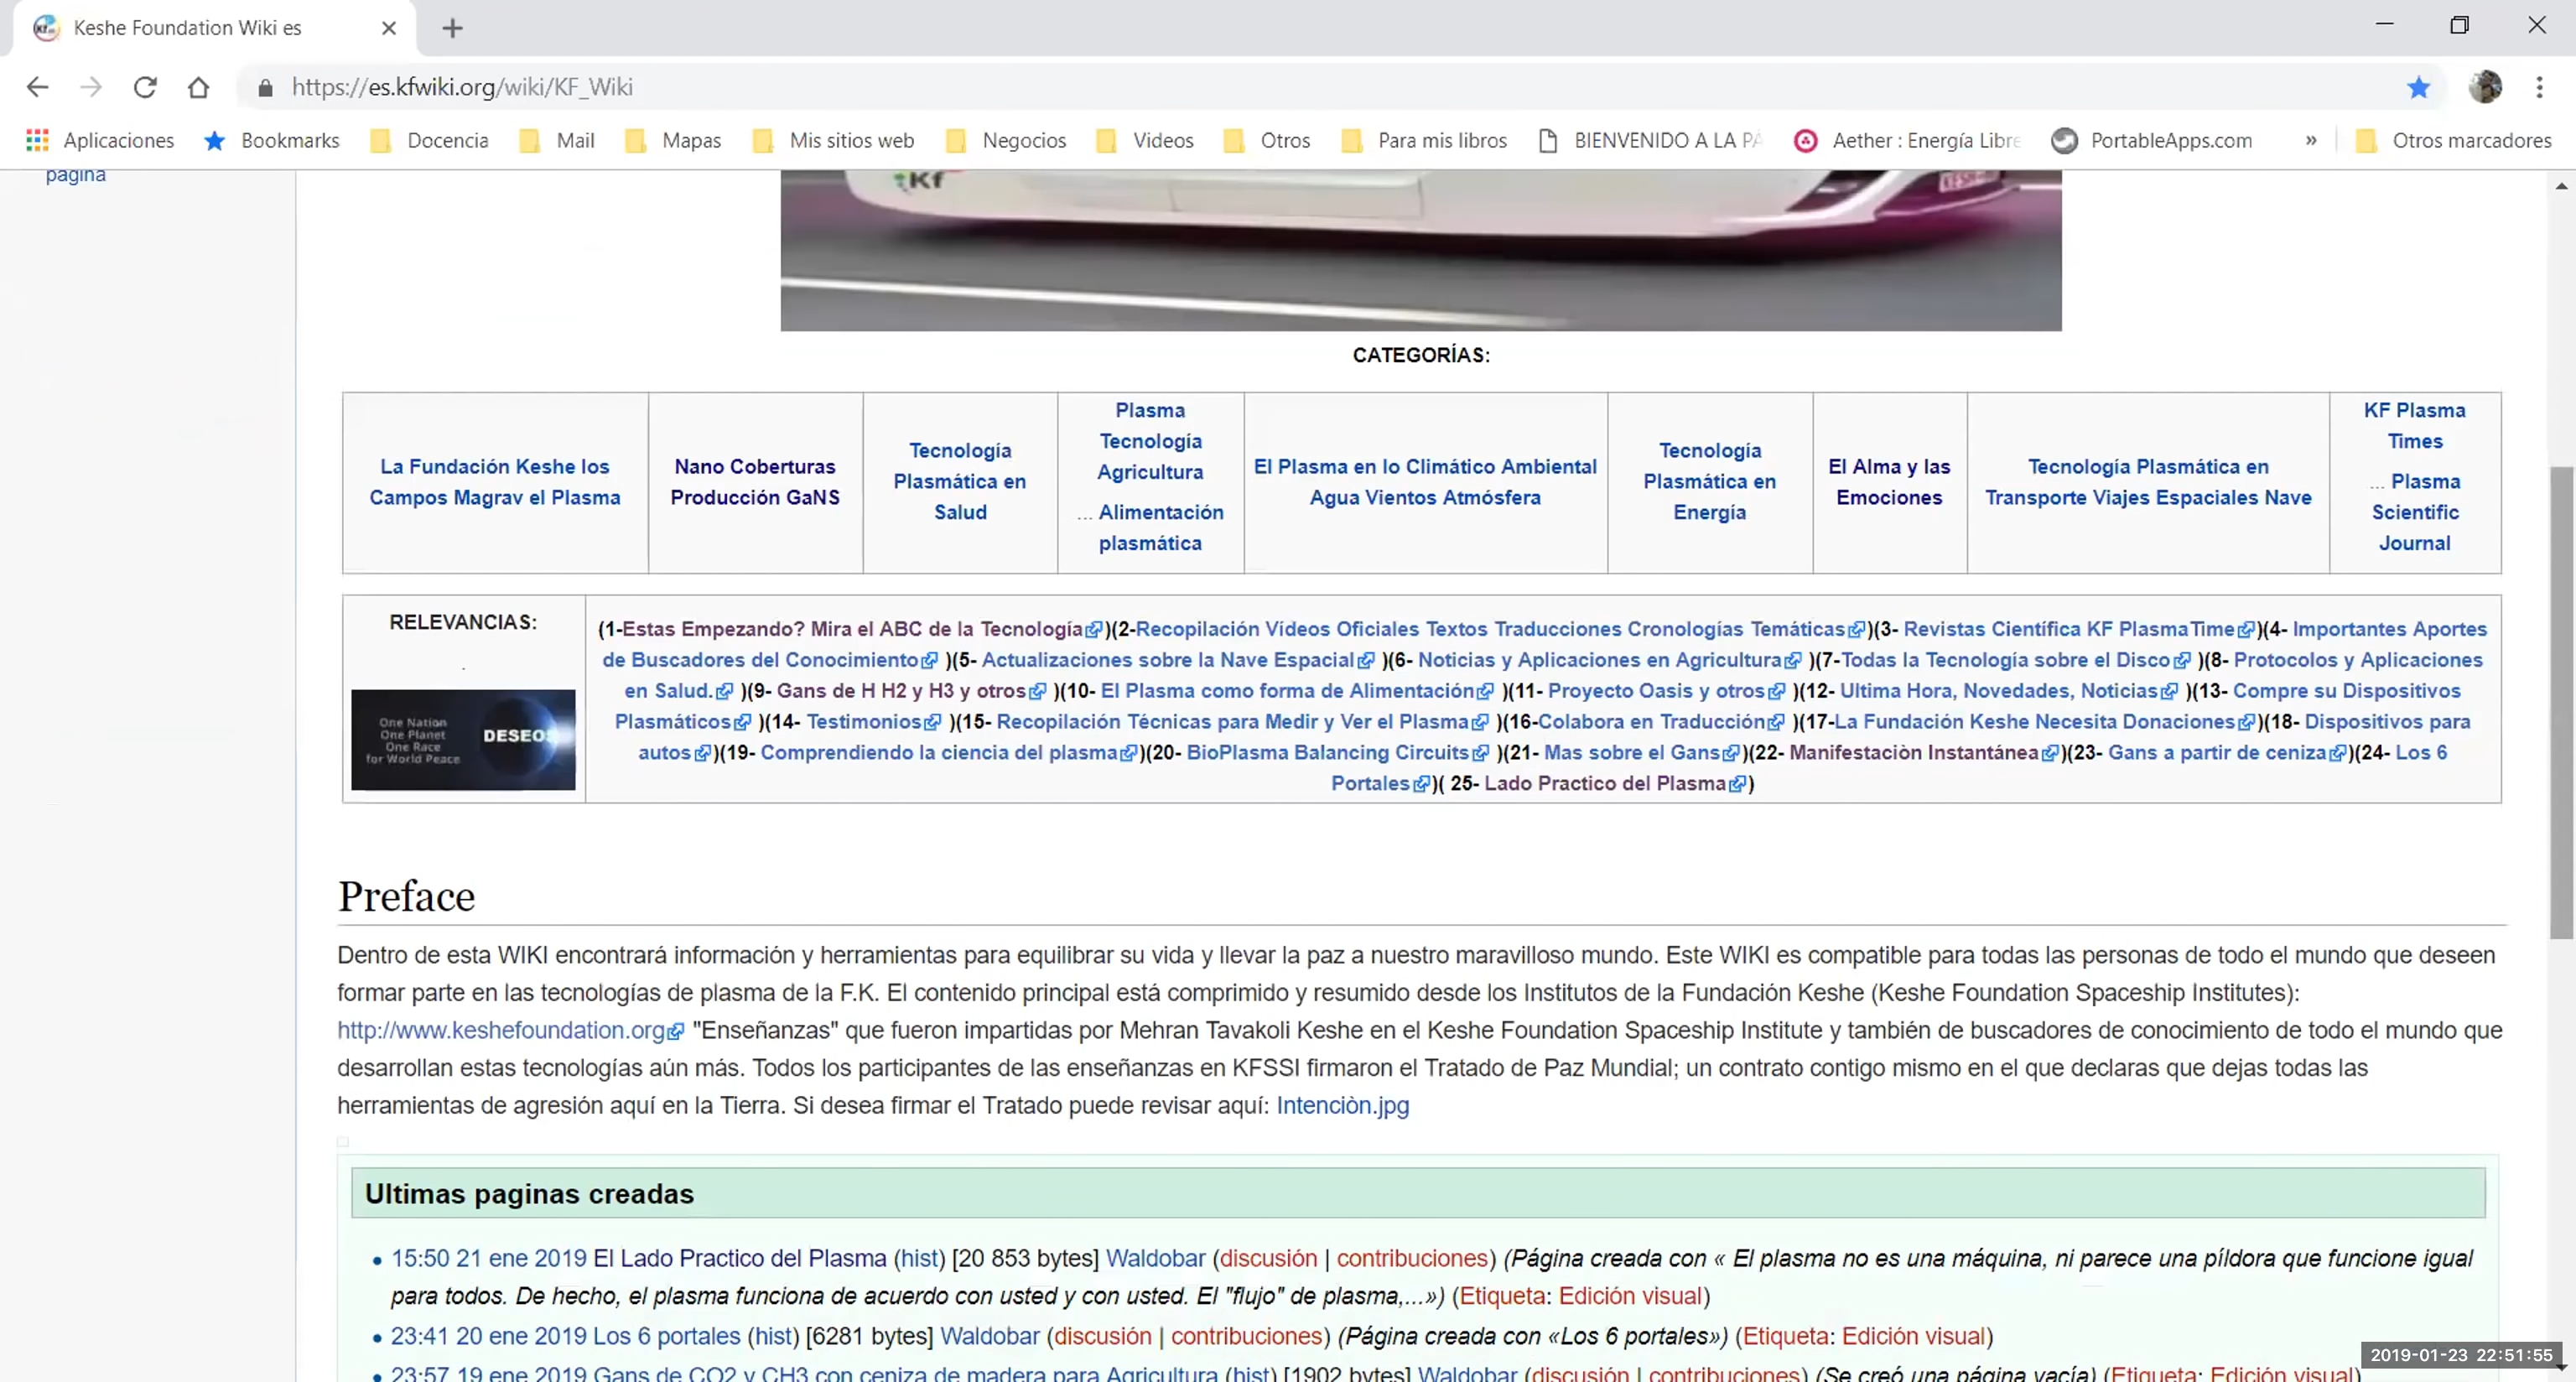 Keshe Foundation Wiki es
https://es.kfwiki.org/wiki/KF_Wiki
Aplicaciones Bookmarks Docencia Mail Mapas Mis sitios web Negocios Videos Otros Para mis libros BIENVENIDO A LA PÁ Aether : Energía Libre PortableApps.com » Otros marcadores
página
Kf
CATEGORÍAS:
La Fundación Keshe los
Campos Magrav el Plasma
Nano Coberturas
Producción GaNS
Tecnología
Plasmática en
Salud
Plasma
Tecnología
Agricultura
... Alimentación
plasmática
El Plasma en lo Climático Ambiental
Agua Vientos Atmósfera
Tecnología
Plasmática en
Energía
El Alma y las
Emociones
Tecnología Plasmática en
Transporte Viajes Espaciales Nave
KF Plasma
Times
... Plasma
Scientific
Journal
RELEVANCIAS:
.
One Nation
One Planet
One Race
for World Peace
DESEOS
(1-Estas Empezando? Mira el ABC de la Tecnología)(2-Recopilación Videos Oficiales Textos Traducciones Cronologías Temáticas)(3- Revistas Científica KF PlasmaTime)(4- Importantes Aportes
de Buscadores del Conocimiento )(5- Actualizaciones sobre la Nave Espacial )(6- Noticias y Aplicaciones en Agricultura )(7-Todas la Tecnología sobre el Disco )(8- Protocolos y Aplicaciones
en Salud. )(9- Gans de H H2 y H3 y otros )(10- El Plasma como forma de Alimentación )(11- Proyecto Oasis y otros )(12- Ultima Hora, Novedades, Noticias )(13- Compre su Dispositivos
Plasmáticos )(14- Testimonios )(15- Recopilación Técnicas para Medir y Ver el Plasma )(16-Colabora en Traducción )(17-La Fundación Keshe Necesita Donaciones)(18- Dispositivos para
autos )(19- Comprendiendo la ciencia del plasma)(20- BioPlasma Balancing Circuits )(21- Mas sobre el Gans)(22- Manifestaciòn Instantánea)(23- Gans a partir de ceniza)(24- Los 6
Portales)( 25- Lado Practico del Plasma)
Preface
Dentro de esta WIKI encontrará información y herramientas para equilibrar su vida y llevar la paz a nuestro maravilloso mundo. Este WIKI es compatible para todas las personas de todo el mundo que deseen
formar parte en las tecnologías de plasma de la F.K. El contenido principal está comprimido y resumido desde los Institutos de la Fundación Keshe (Keshe Foundation Spaceship Institutes):
http://www.keshefoundation.org "Enseñanzas" que fueron impartidas por Mehran Tavakoli Keshe en el Keshe Foundation Spaceship Institute y también de buscadores de conocimiento de todo el mundo que
desarrollan estas tecnologías aún más. Todos los participantes de las enseñanzas en KFSSI firmaron el Tratado de Paz Mundial; un contrato contigo mismo en el que declaras que dejas todas las
herramientas de agresión aquí en la Tierra. Si desea firmar el Tratado puede revisar aquí: Intenciòn.jpg
Ultimas paginas creadas
15:50 21 ene 2019 El Lado Practico del Plasma (hist) [20 853 bytes] Waldobar (discusión | contribuciones) (Página creada con « El plasma no es una máquina, ni parece una píldora que funcione igual
para todos. De hecho, el plasma funciona de acuerdo con usted y con usted. El "flujo" de plasma,...») (Etiqueta: Edición visual)
23:41 20 ene 2019 Los 6 portales (hist) [6281 bytes] Waldobar (discusión | contribuciones) (Página creada con «Los 6 portales») (Etiqueta: Edición visual)
23:57 19 ene 2019 Gans de CO2 y CH3 con ceniza de madera para Agricultura (hist) [1902 bytes] Waldobar (discusión | contribuciones) (Se creó una página vacía) (Etiqueta: Edición visual)
2019-01-23 22:51:55